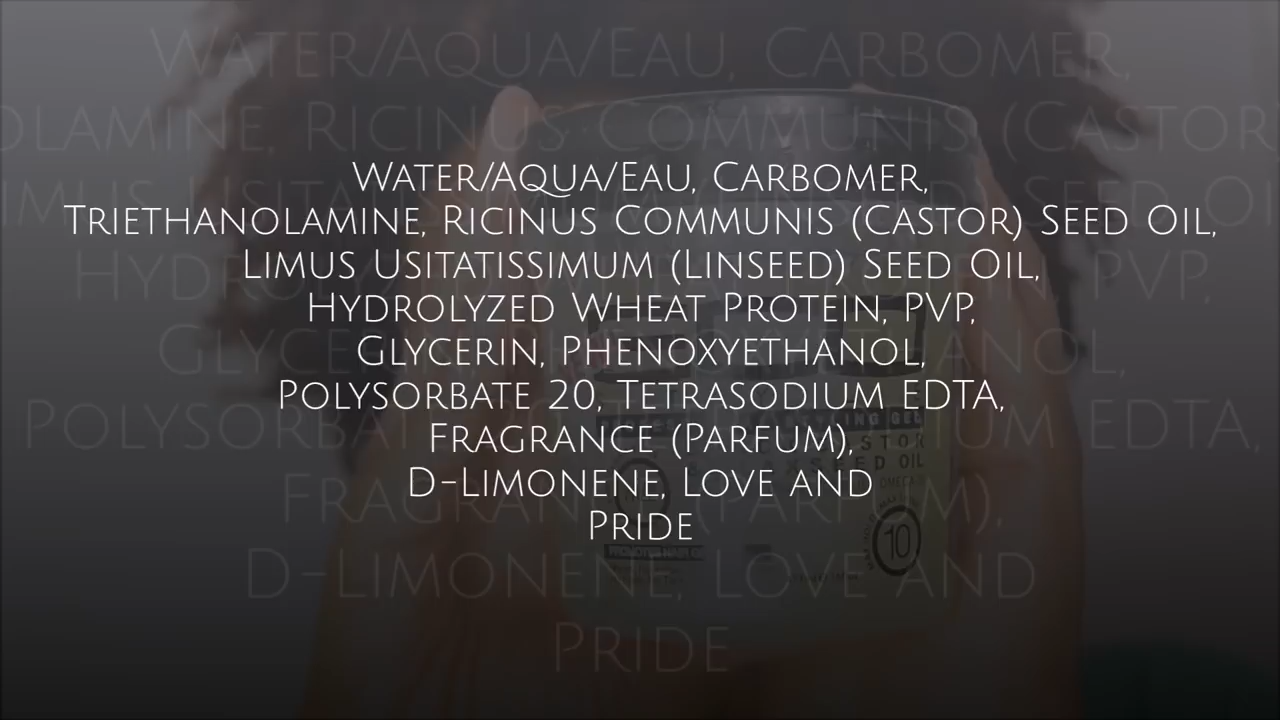 Water/Aqua/Eau, Carbomer,
Triethanolamine, Ricinus Communis (Castor) Seed Oil,
Limus Usitatissimum (Linseed) Seed Oil,
Hydrolyzed Wheat Protein, PVP,
Glycerin, Phenoxyethanol,
Polysorbate 20, Tetrasodium EDTA,
Fragrance (Parfum),
D-Limonene, Love and
Pride